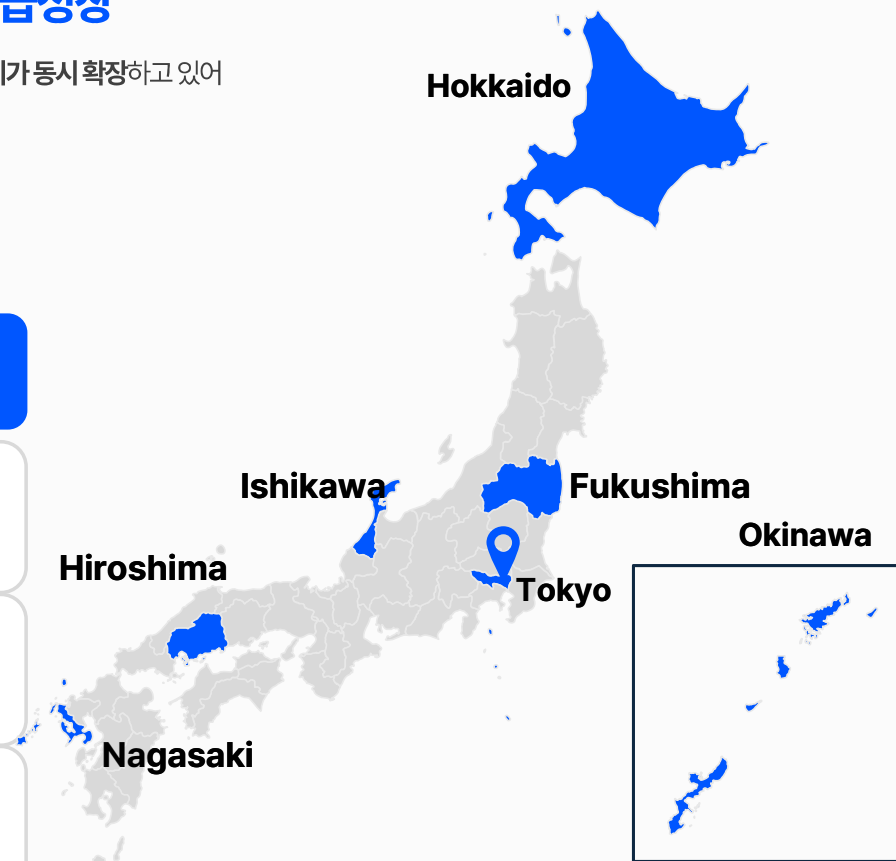 가 동시 확장하고 있어
Hokkaido
Ishikawa
Fukushima
Okinawa
Hiroshima
Tokyo
Nagasaki